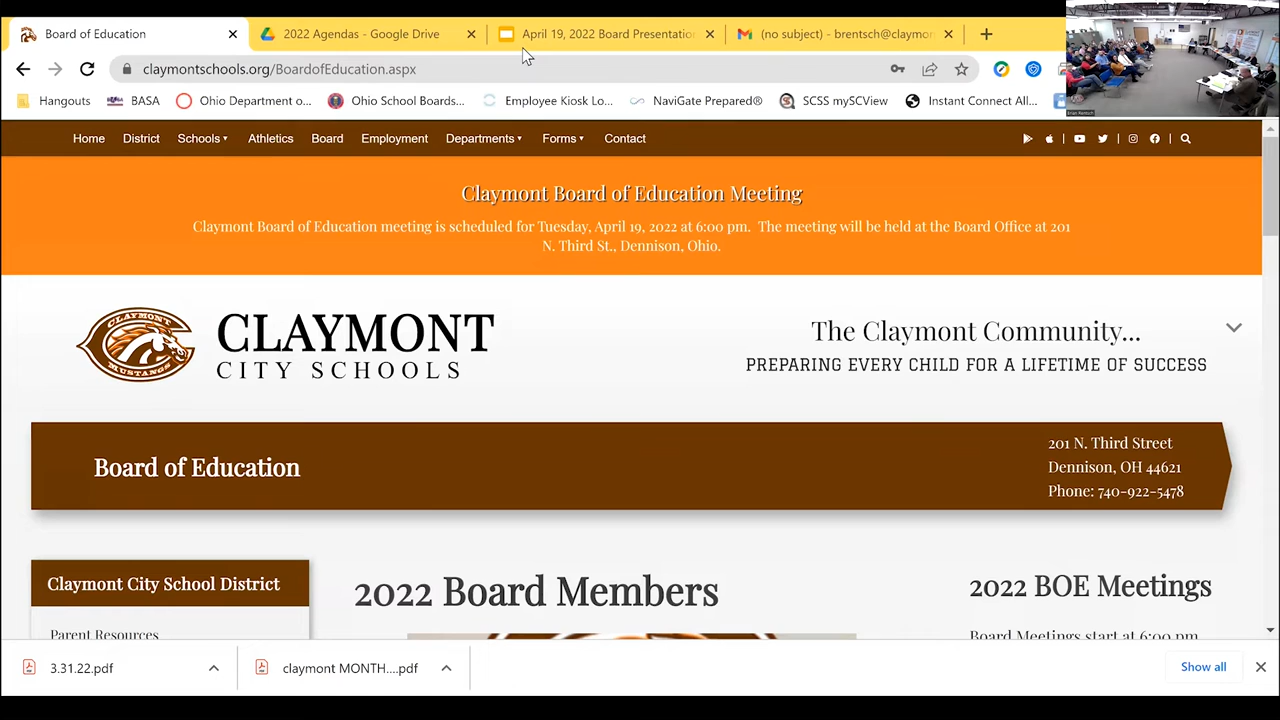 Board of Education
2022 Agendas - Google Drive
April 19, 2022 Board Presentation
(no subject) - brentsch@claymon
claymontschools.org/BoardofEducation.aspx
Hangouts
BASA
Ohio Department o...
Ohio School Boards...
Employee Kiosk Lo...
NaviGate Prepared®
SCSS mySCView
Instant Connect All...
Home District Schools Athletics Board Employment Departments Forms Contact
Claymont Board of Education Meeting
Claymont Board of Education meeting is scheduled for Tuesday, April 19, 2022 at 6:00 pm. The meeting will be held at the Board Office at 201
N. Third St., Dennison, Ohio.
CLAYMONT
MUSTANGS
CLAYMONT
CITY SCHOOLS
The Claymont Community...
PREPARING EVERY CHILD FOR A LIFETIME OF SUCCESS
Board of Education
201 N. Third Street
Dennison, OH 44621
Phone: 740-922-5478
Claymont City School District
Parent Resources
2022 Board Members
2022 BOE Meetings
Board Meetings start at 6:00 pm
3.31.22.pdf
claymont MONTH....pdf
Show all